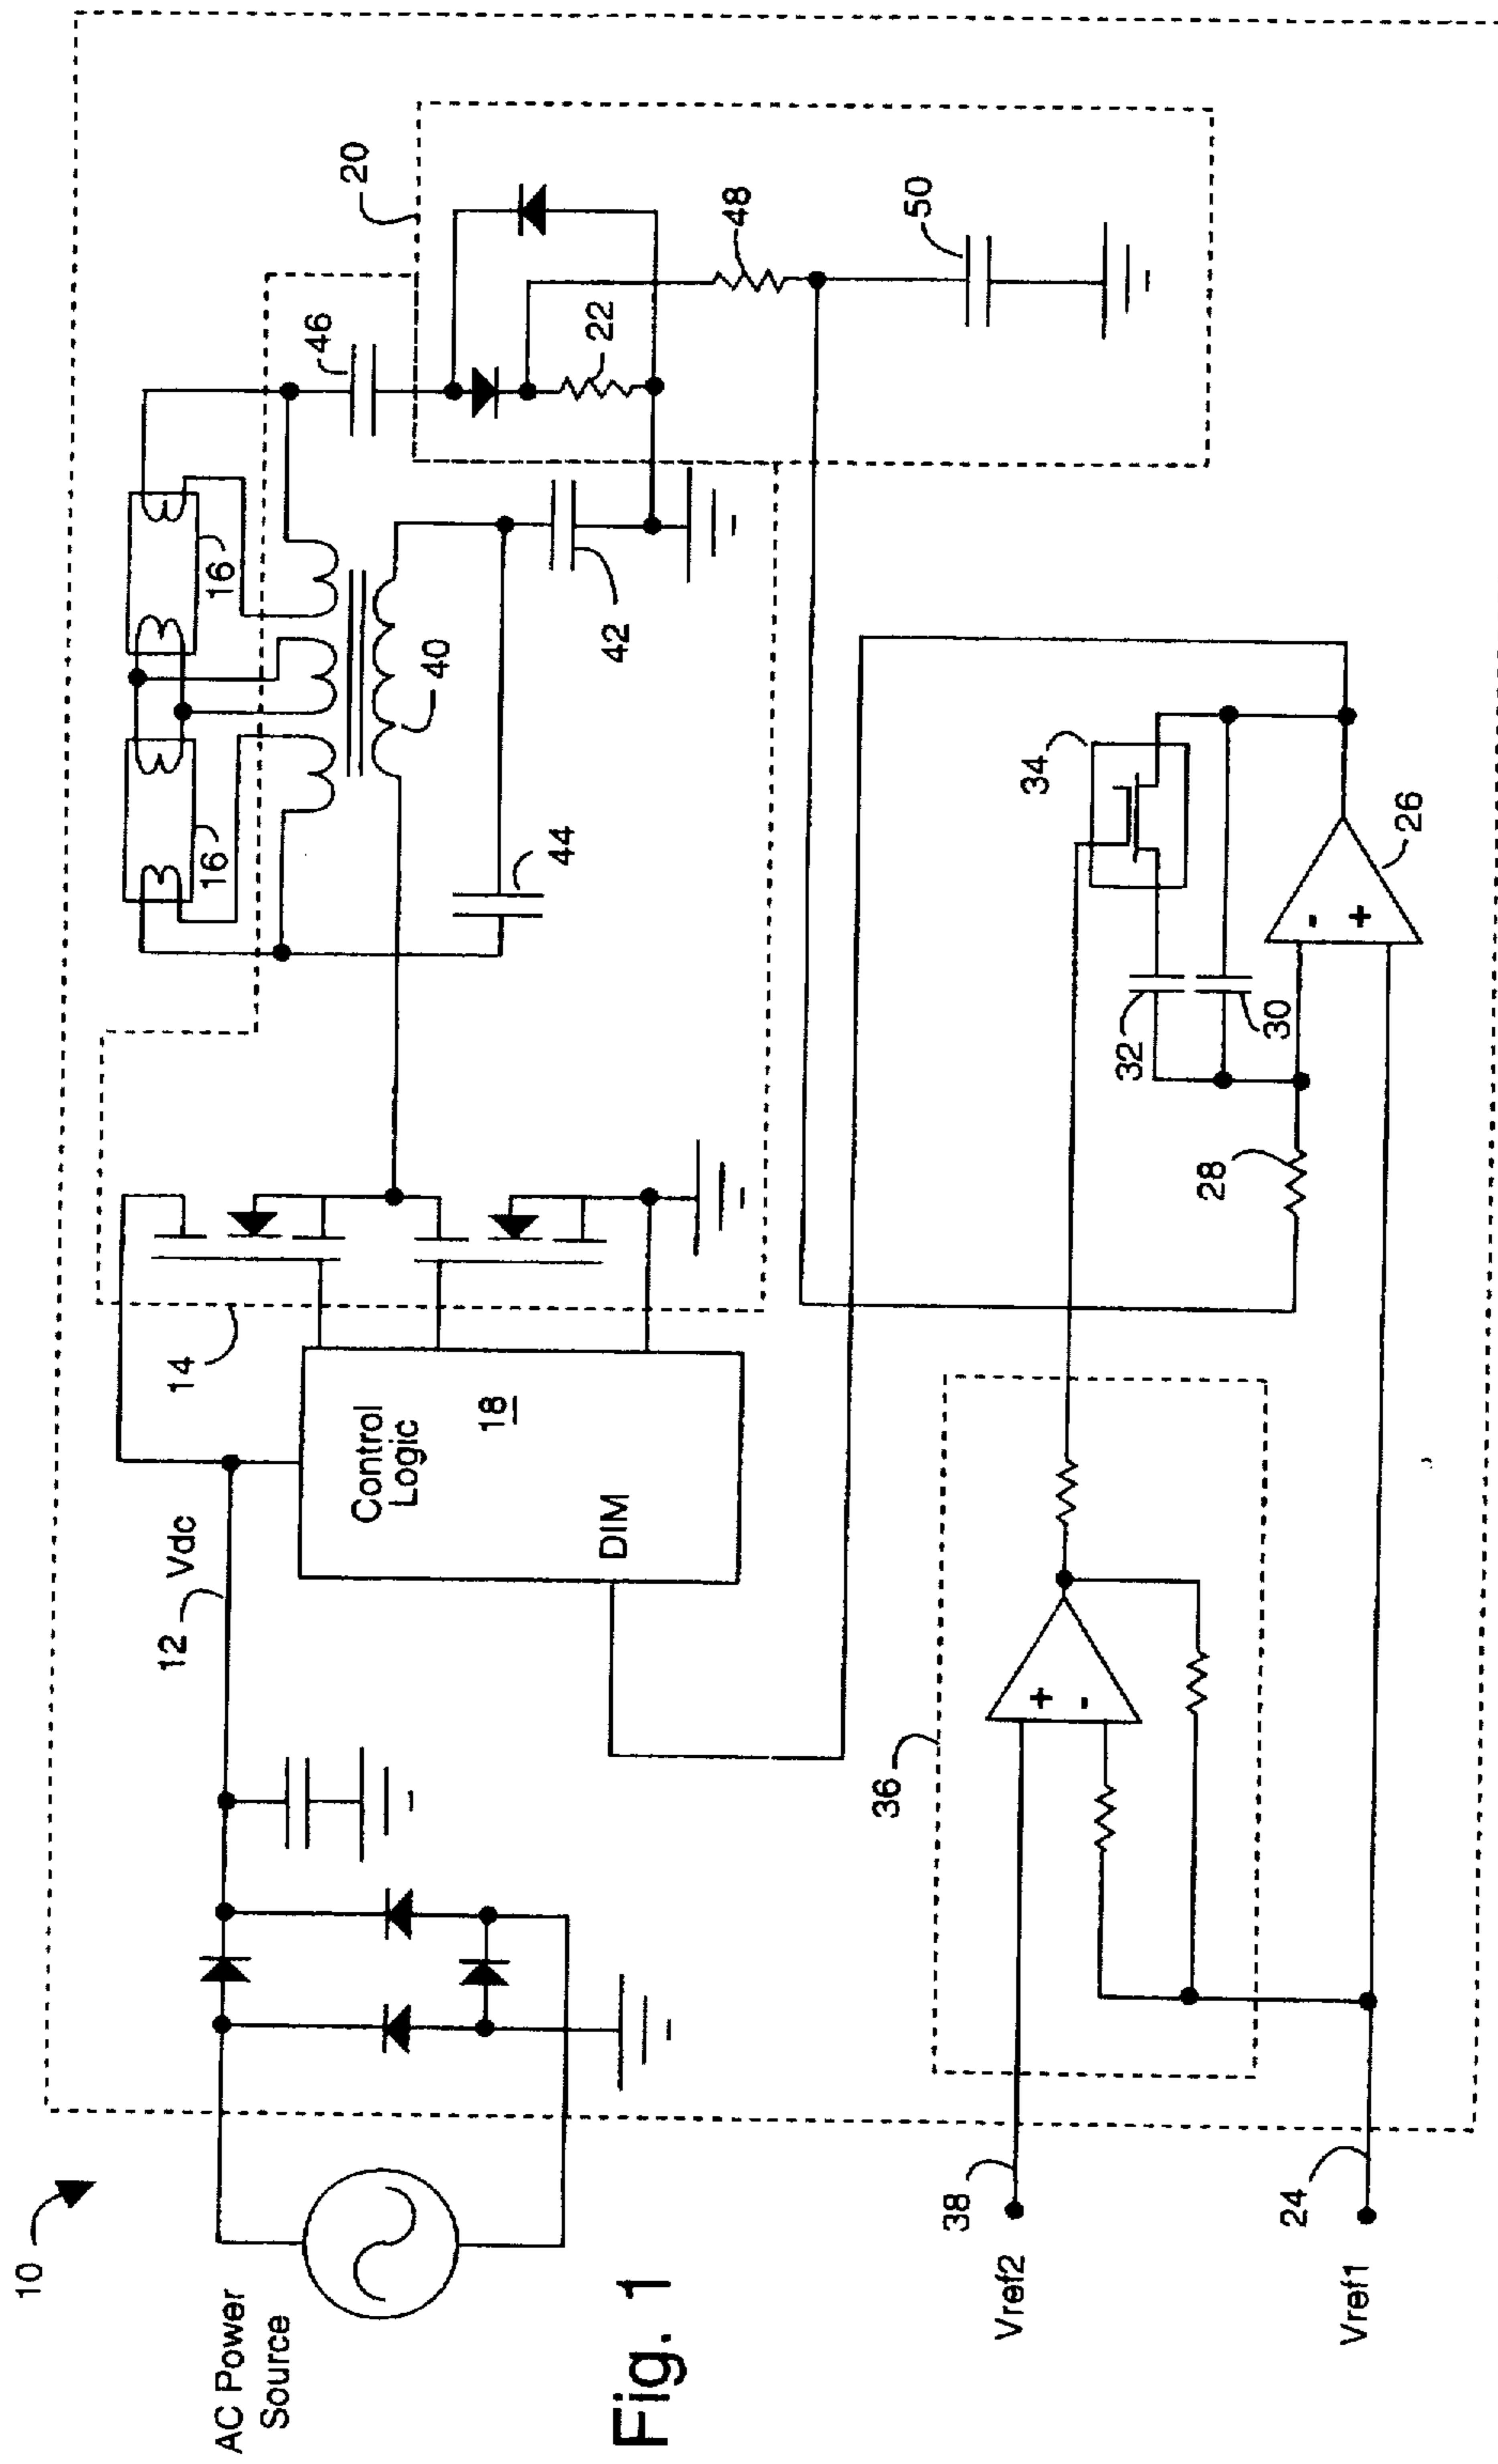 10
AC Power
Source
12
Vdc
14
Control
Logic
18
DIM
16
16
40
44
42
46
20
22
48
50
36
+
-
34
32
30
28
-
+
26
38
Vref2
24
Vref1
Fig. 1